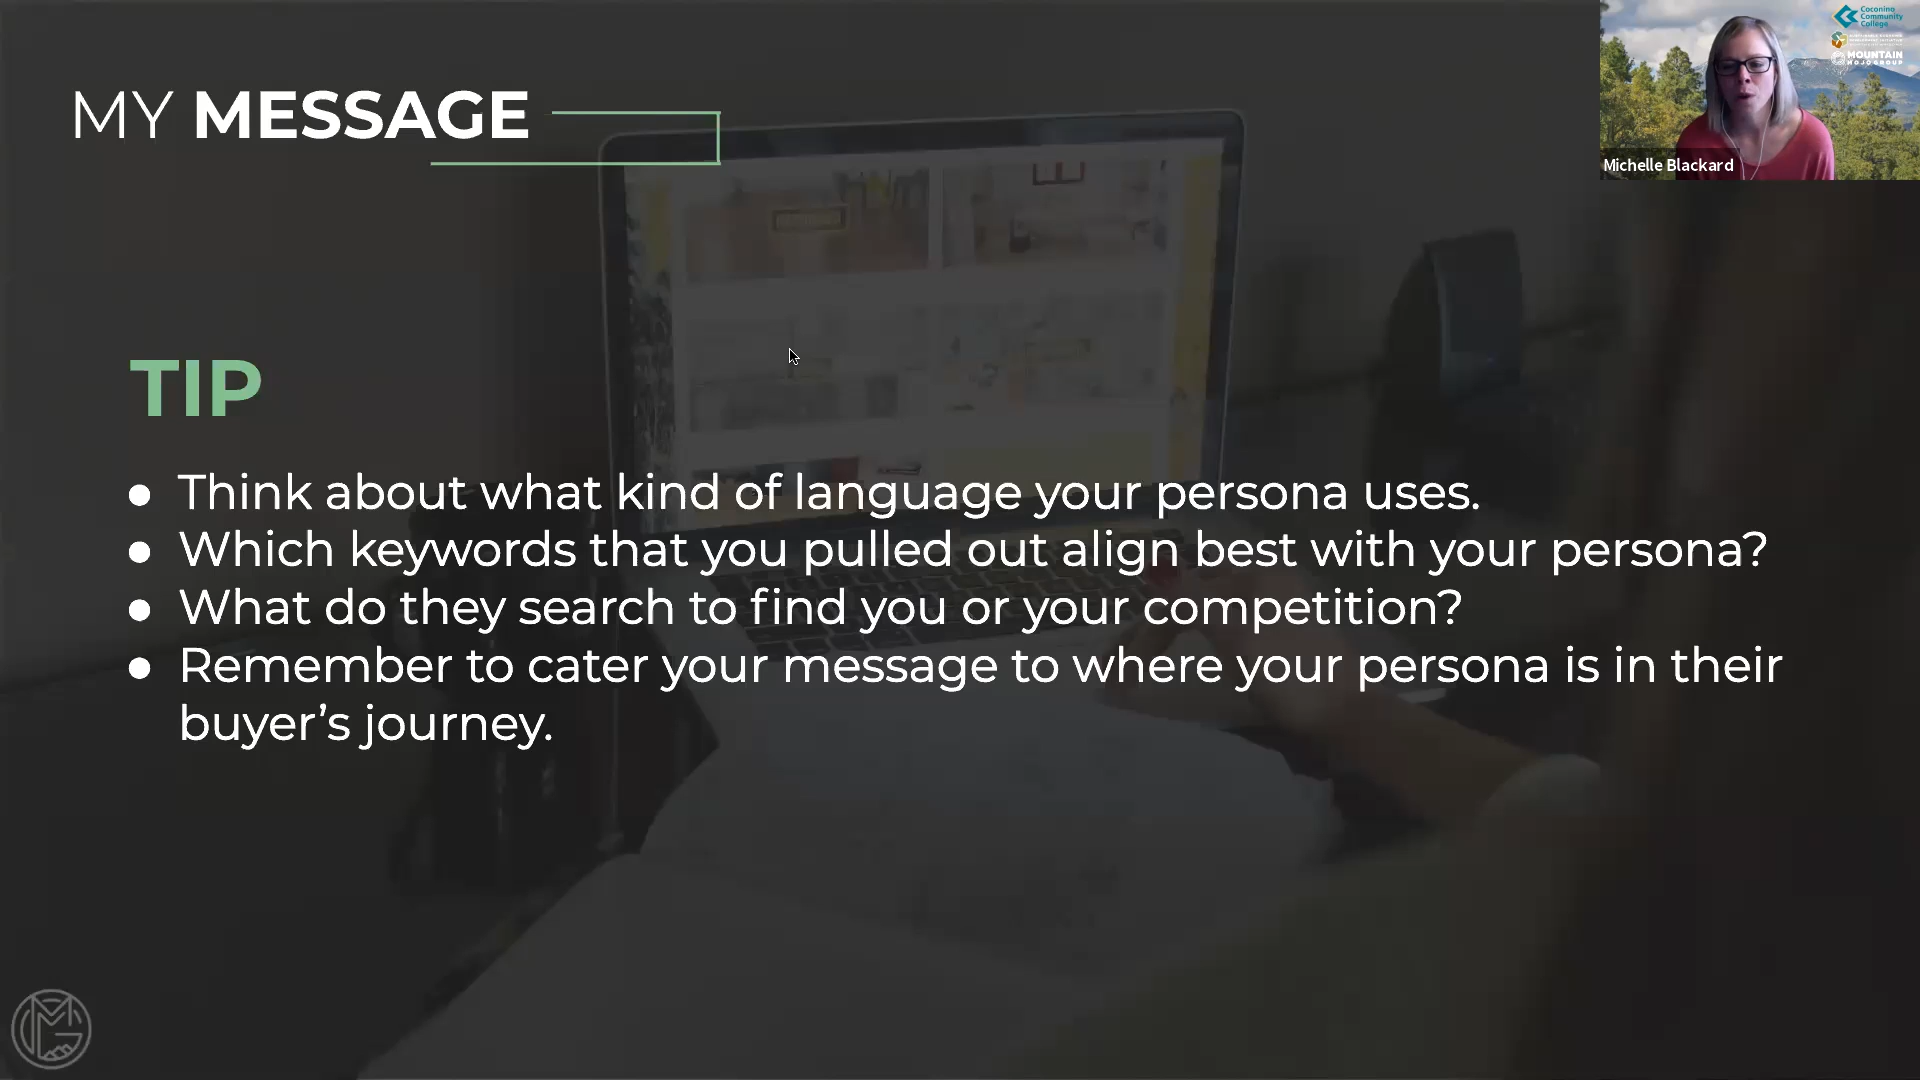 MY MESSAGE
Coconino
Community
College
MOUNTAIN
MOJO GROUP
Michelle Blackard
TIP
● Think about what kind of language your persona uses.
● Which keywords that you pulled out align best with your persona?
● What do they search to find you or your competition?
● Remember to cater your message to where your persona is in their
buyer’s journey.